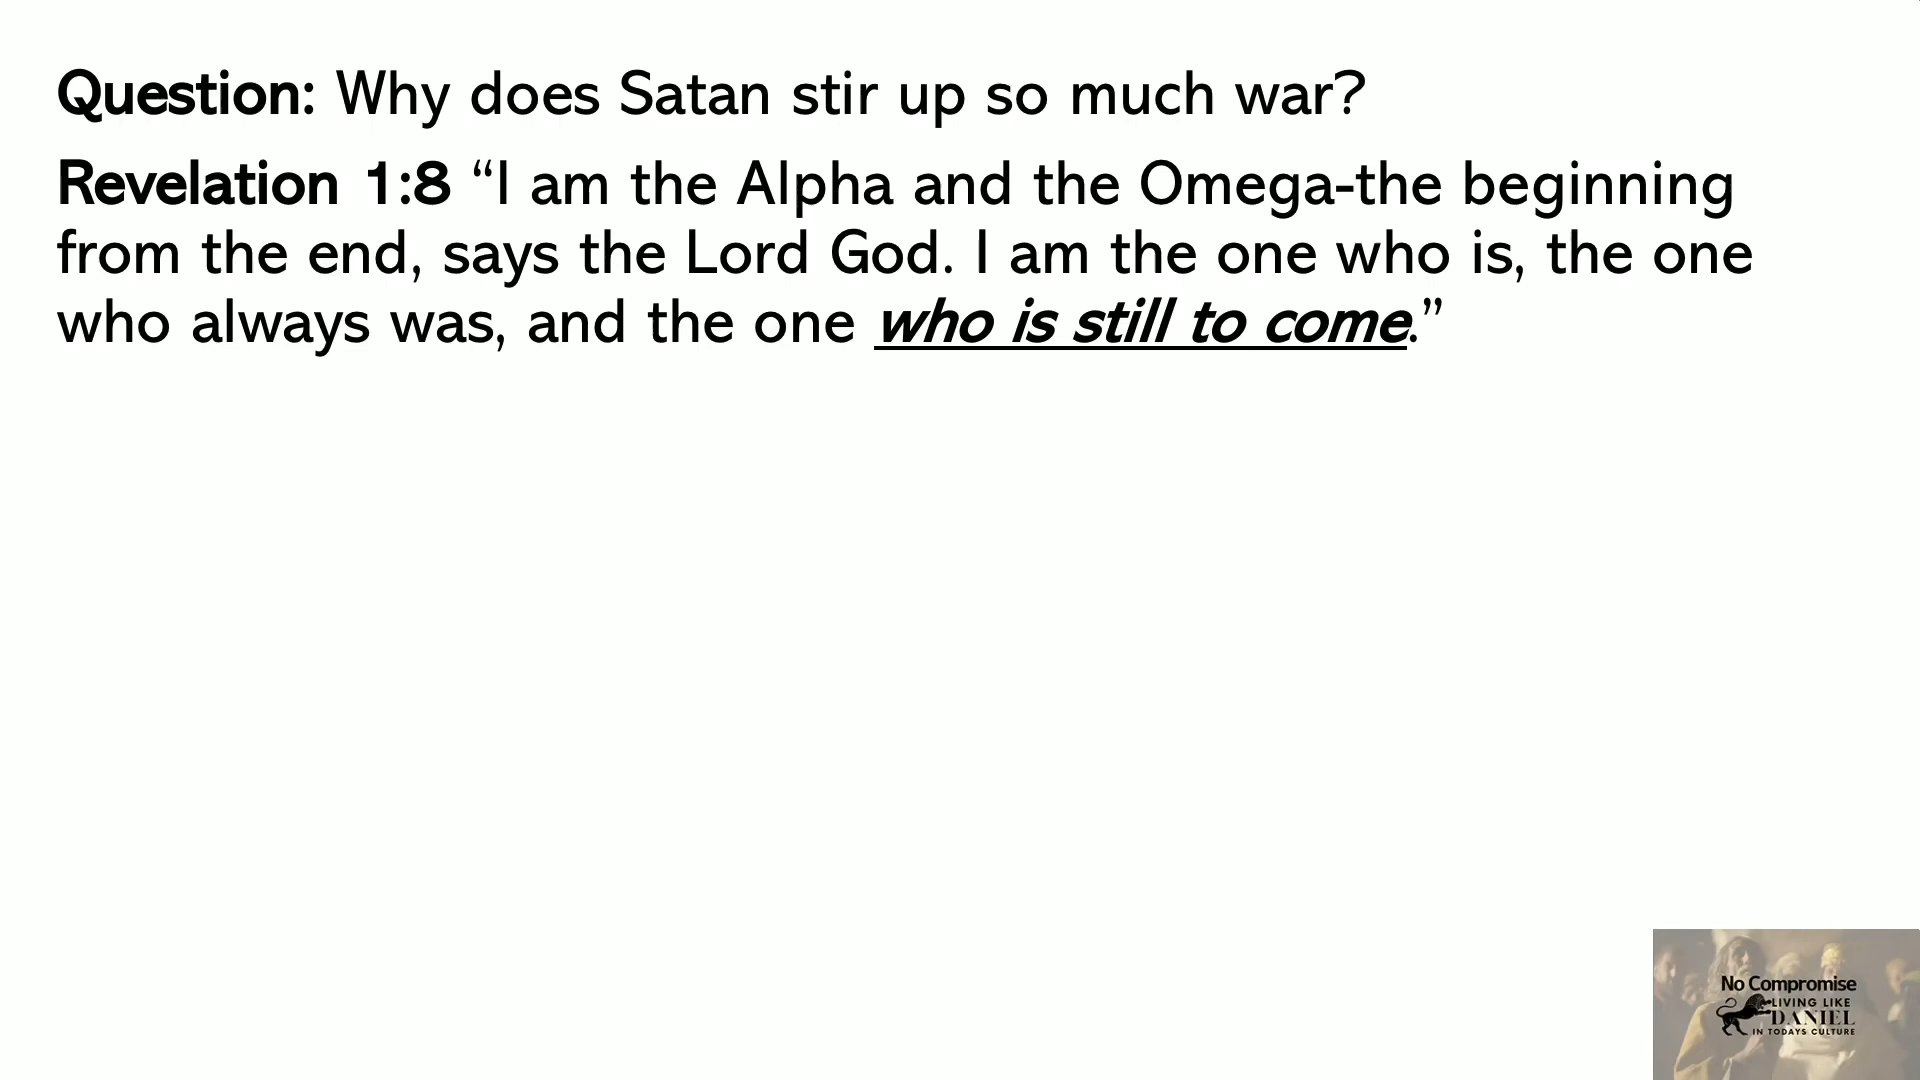 Question: Why does Satan stir up so much war?
Revelation 1:8 “I am the Alpha and the Omega-the beginning
from the end, says the Lord God. I am the one who is, the one
who always was, and the one who is still to come.”
No Compromise
LIVING LIKE
DANIEL
IN TODAYS CULTURE